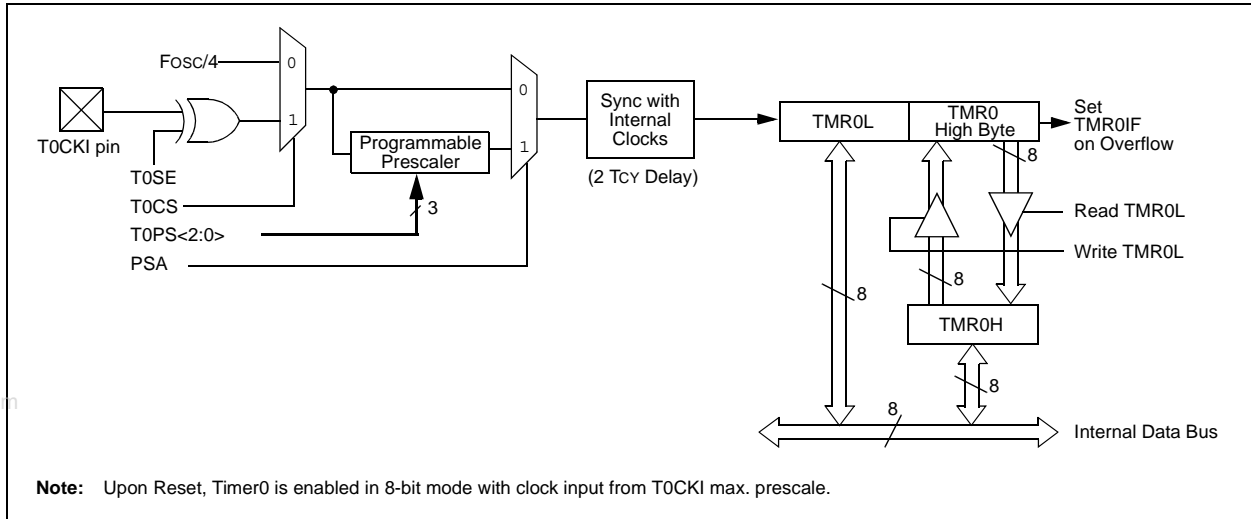 FOSC/4
0
1
T0CKI pin
T0SE
T0CS
T0PS<2:0>
PSA
Programmable
Prescaler
3
0
1
Sync with
Internal
Clocks
(2 TCY Delay)
TMR0L
TMR0
High Byte
Set
TMR0IF
on Overflow
8
Read TMR0L
Write TMR0L
8
8
TMR0H
8
8
Internal Data Bus
m
Note: Upon Reset, Timer0 is enabled in 8-bit mode with clock input from T0CKI max. prescale.